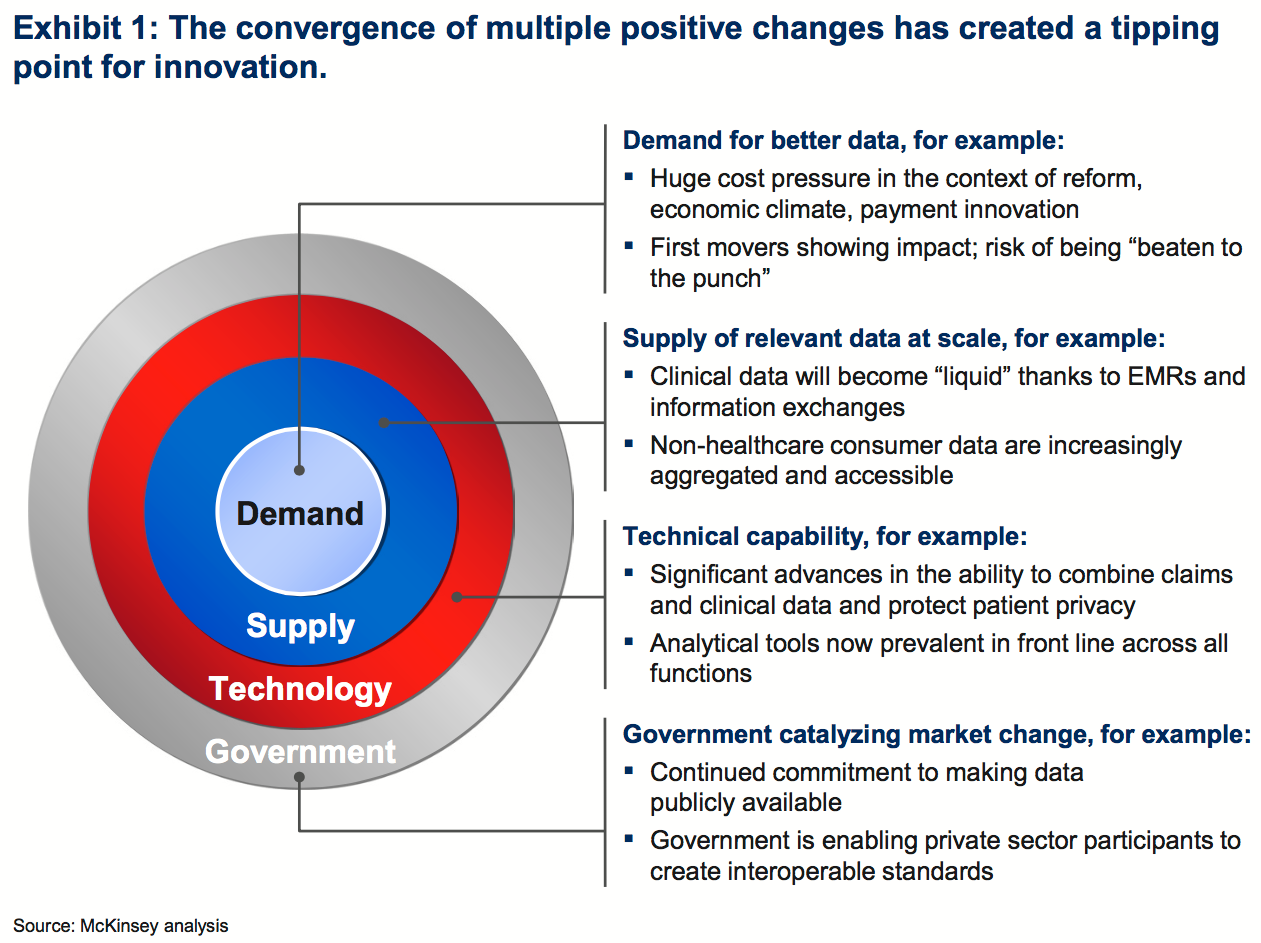 Exhibit 1: The convergence of multiple positive changes has created a tipping
point for innovation.
Demand for better data, for example:
▪ Huge cost pressure in the context of reform,
economic climate, payment innovation
▪ First movers showing impact; risk of being “beaten to
the punch”
Supply of relevant data at scale, for example:
▪ Clinical data will become “liquid” thanks to EMRs and
information exchanges
▪ Non-healthcare consumer data are increasingly
aggregated and accessible
Technical capability, for example:
▪ Significant advances in the ability to combine claims
and clinical data and protect patient privacy
▪ Analytical tools now prevalent in front line across all
functions
Government catalyzing market change, for example:
▪ Continued commitment to making data
publicly available
▪ Government is enabling private sector participants to
create interoperable standards
Demand
Supply
Technology
Government
Source: McKinsey analysis